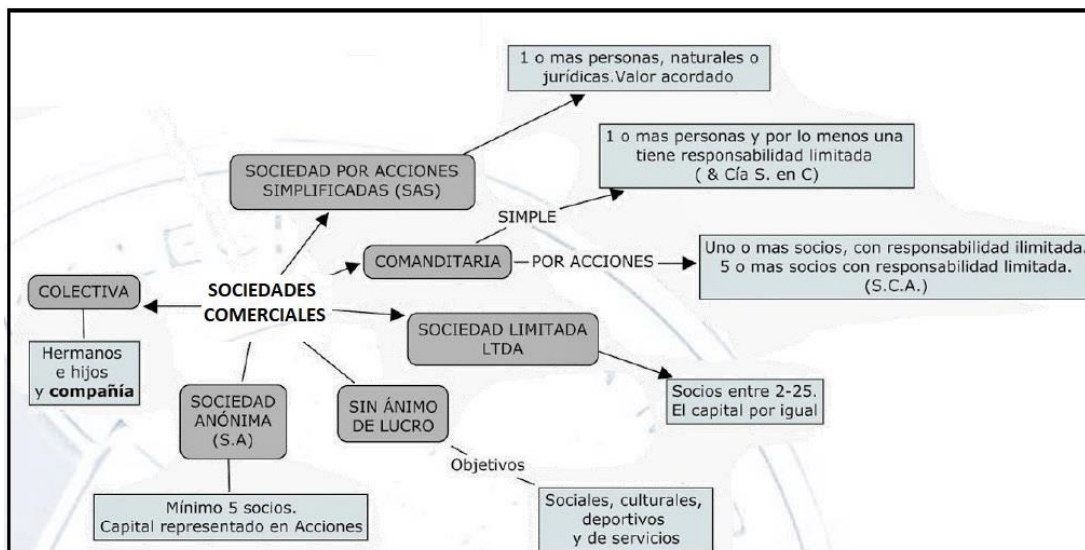 1 o mas personas, naturales o
jurídicas.Valor acordado
1 o mas personas y por lo menos una
tiene responsabilidad limitada
( & Cía S. en C)
SOCIEDAD POR ACCIONES
SIMPLIFICADAS (SAS)
SIMPLE
COMANDITARIA
POR ACCIONES
Uno o mas socios, con responsabilidad ilimitada.
5 o mas socios con responsabilidad limitada.
(S.C.A.)
COLECTIVA
SOCIEDADES
COMERCIALES
SOCIEDAD LIMITADA
LTDA
Hermanos
e hijos
y compañía
SOCIEDAD
ANÓNIMA
(S.A)
SIN ÁNIMO
DE LUCRO
Socios entre 2-25.
El capital por igual
Objetivos
Mínimo 5 socios.
Capital representado en Acciones
Sociales, culturales,
deportivos
y de servicios